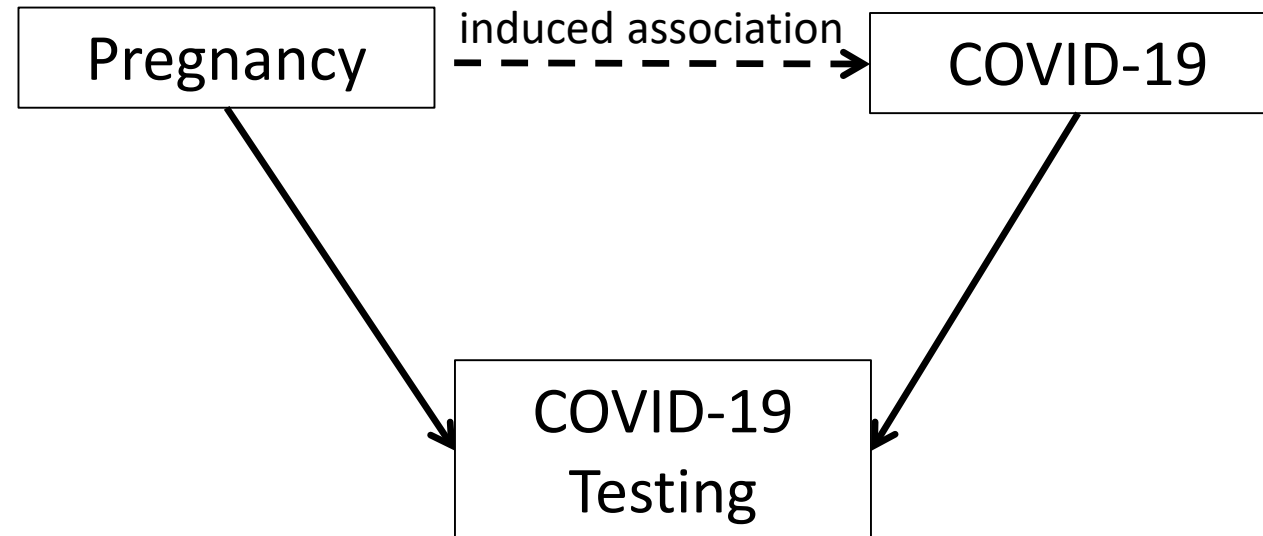 Pregnancy
induced association
COVID-19
COVID-19
Testing